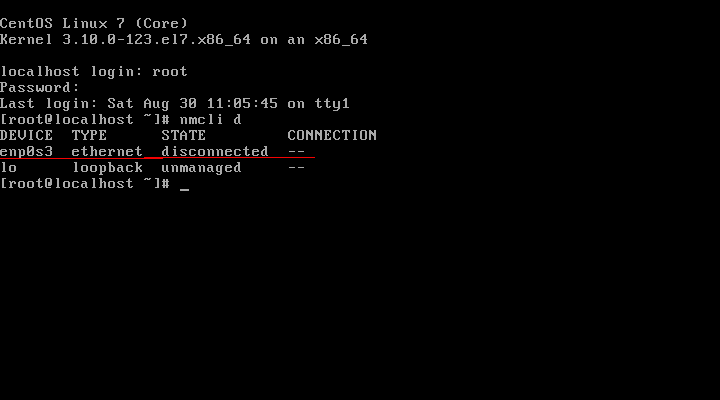 CentOS Linux 7 (Core)
Kernel 3.10.0-123.el7.x86_64 on an x86_64
localhost login: root
Password:
Last login: Sat Aug 30 11:05:45 on tty1
[root@localhost ~]# nmcli d
DEVICE  TYPE      STATE         CONNECTION
enp0s3  ethernet  disconnected  --
lo      loopback  unmanaged     --
[root@localhost ~]# _